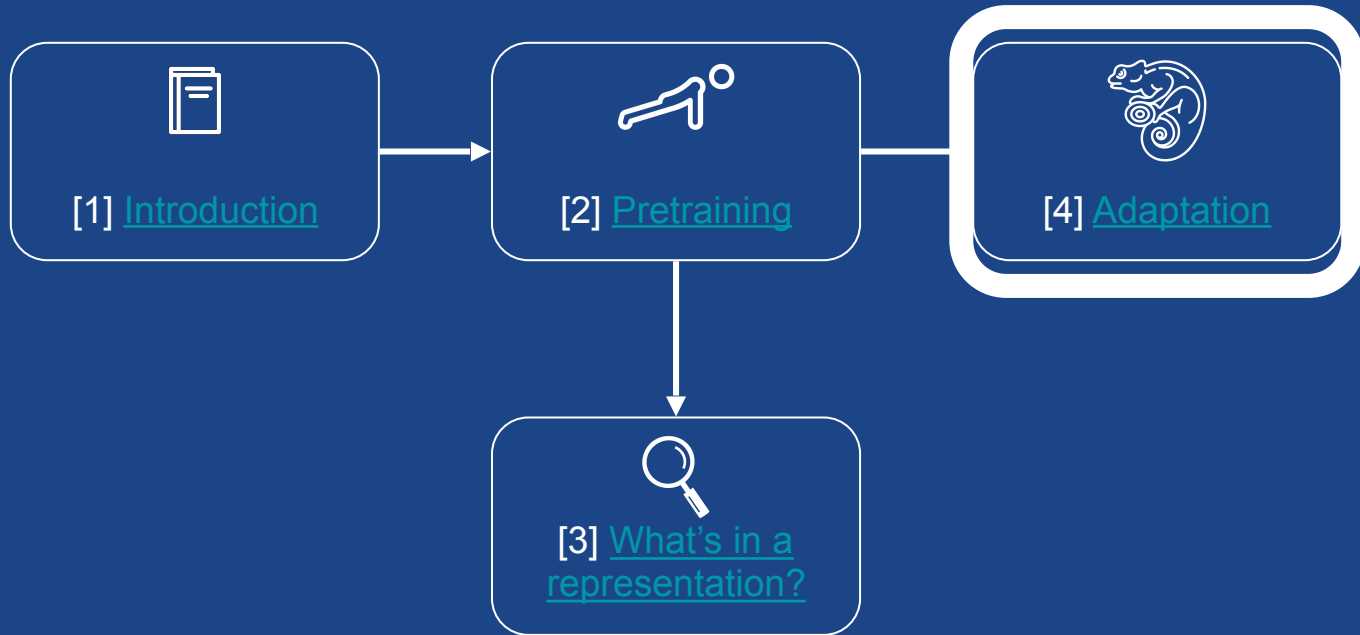 [1] Introduction
[2] Pretraining
[4] Adaptation
[3] What's in a
representation?